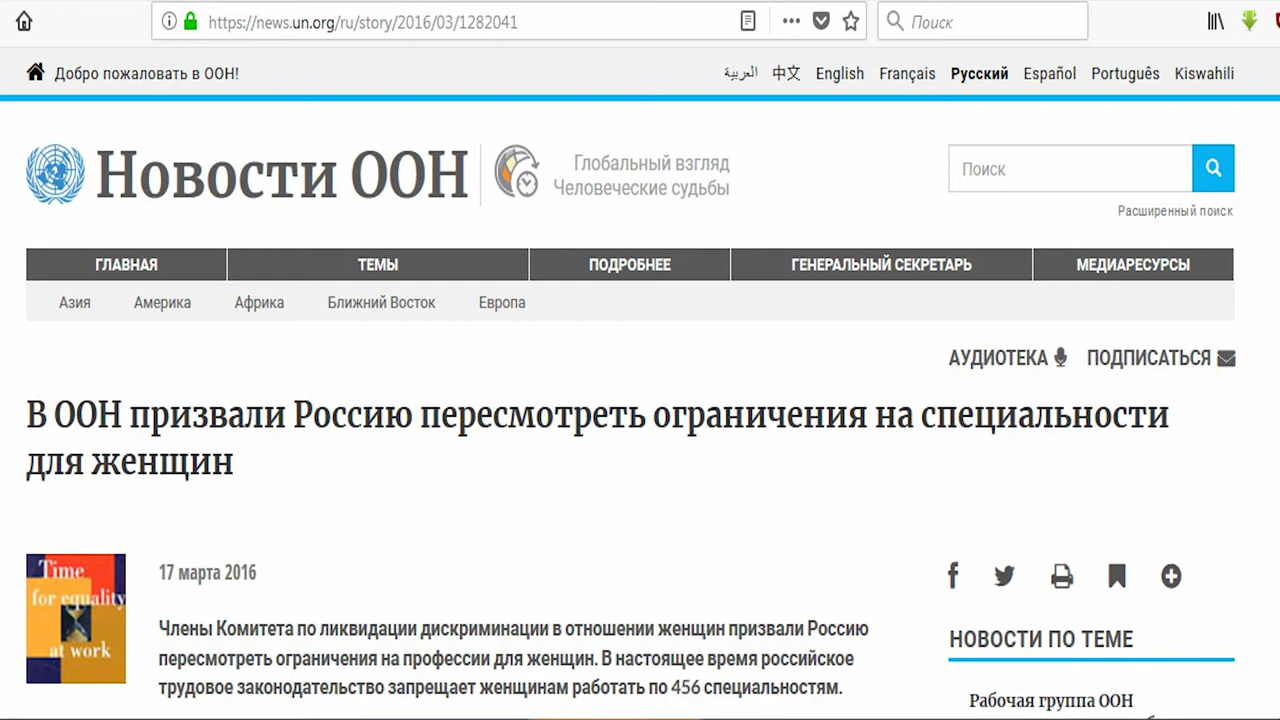 https://news.un.org/ru/story/2016/03/1282041
Поиск
Добро пожаловать в ООН!
العربية 中文 English Français Русский Español Português Kiswahili
Новости ООН
Глобальный взгляд
Человеческие судьбы
Поиск
Расширенный поиск
ГЛАВНАЯ ТЕМЫ ПОДРОБНЕЕ ГЕНЕРАЛЬНЫЙ СЕКРЕТАРЬ МЕДИАРЕСУРСЫ
Азия Америка Африка Ближний Восток Европа
АУДИОТЕКА ПОДПИСАТЬСЯ
В ООН призвали Россию пересмотреть ограничения на специальности
для женщин
Time
for equality
at work
17 марта 2016
Члены Комитета по ликвидации дискриминации в отношении женщин призвали Россию
пересмотреть ограничения на профессии для женщин. В настоящее время российское
трудовое законодательство запрещает женщинам работать по 456 специальностям.
НОВОСТИ ПО ТЕМЕ
Рабочая группа ООН